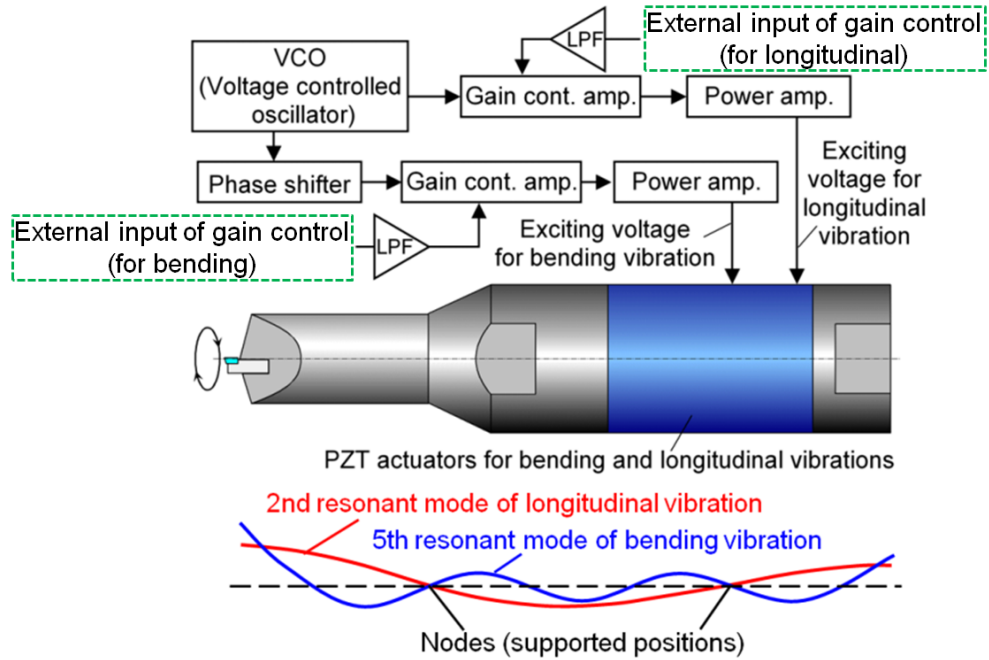 VCO
(Voltage controlled
oscillator)
LPF
External input of gain control
(for longitudinal)
Gain cont. amp.
Power amp.
Phase shifter
Gain cont. amp.
Power amp.
Exciting
voltage for
longitudinal
vibration
External input of gain control
(for bending)
LPF
Exciting voltage
for bending vibration
PZT actuators for bending and longitudinal vibrations
2nd resonant mode of longitudinal vibration
5th resonant mode of bending vibration
Nodes (supported positions)